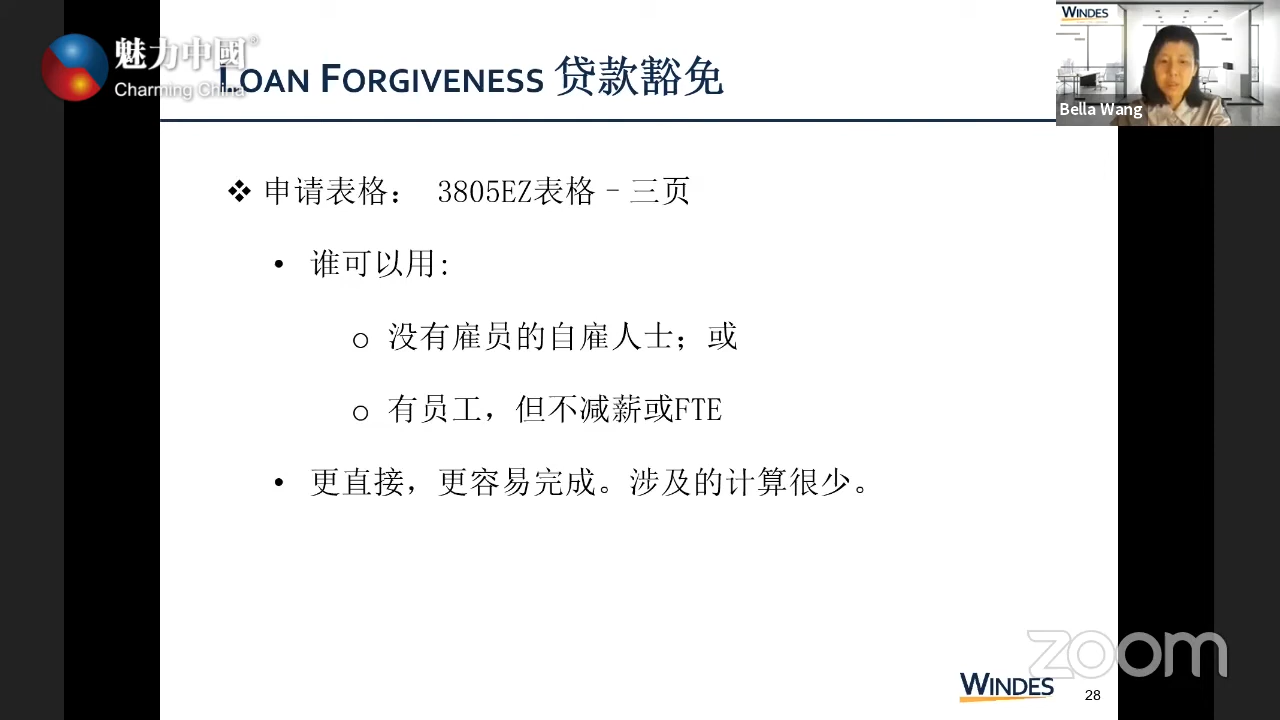 魅力中國®
Charming China
LOAN FORGIVENESS 贷款豁免
WINDES
Bella Wang
❖ 申请表格： 3805EZ表格–三页
• 谁可以用:
o 没有雇员的自雇人士；或
o 有员工，但不减薪或FTE
• 更直接，更容易完成。涉及的计算很少。
zoom
WINDES
28